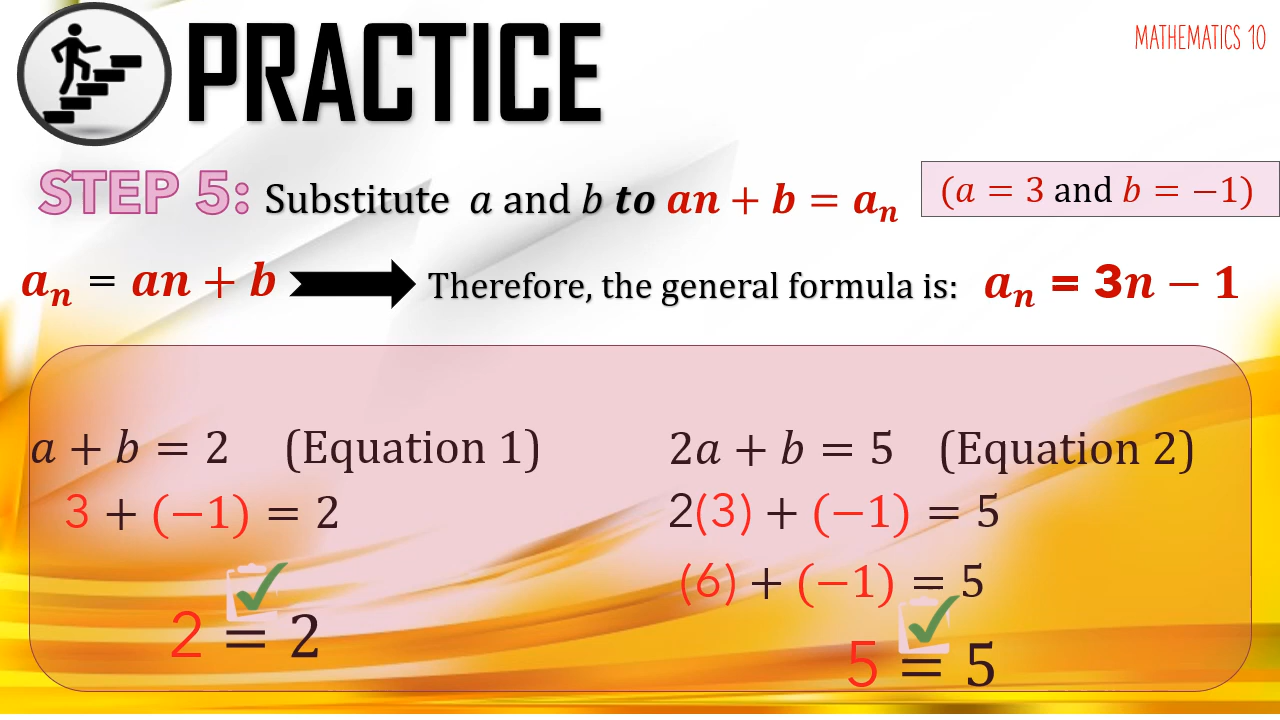 PRACTICE
MATHEMATICS 10
STEP 5: Substitute a and b to an + b = aₙ
(a = 3 and b = −1)
aₙ = an + b Therefore, the general formula is: aₙ = 3n − 1
a + b = 2 (Equation 1)
3 + (−1) = 2
2 = 2
2a + b = 5 (Equation 2)
2(3) + (−1) = 5
(6) + (−1) = 5
5 = 5